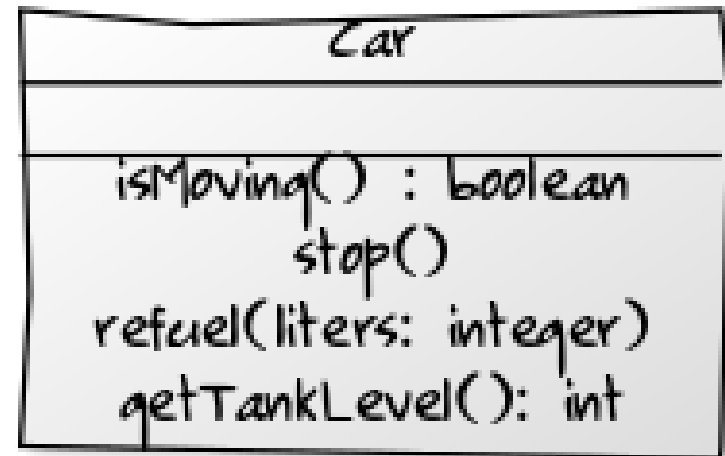 Car
isMoving() : boolean
stop()
refuel(liters: integer)
getTankLevel(): int